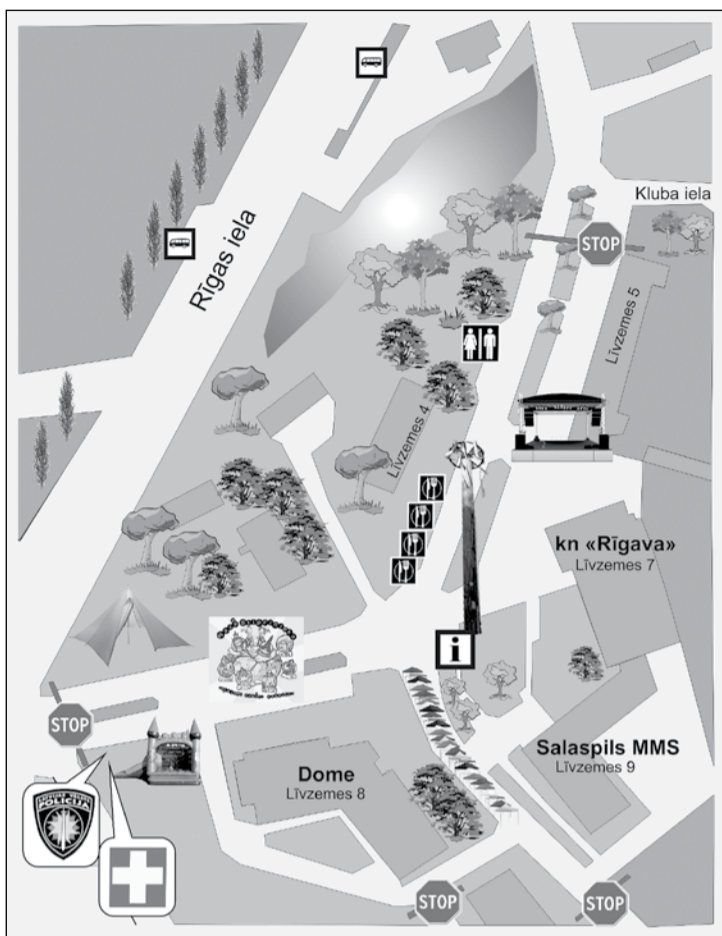 Rīgas iela
Kluba iela
STOP
Līvzemes 5
Līvzemes 4
kn «Rīgava»
Līvzemes 7
i
Salaspils MMS
Līvzemes 9
STOP
Dome
Līvzemes 8
POLICIJA
STOP
STOP